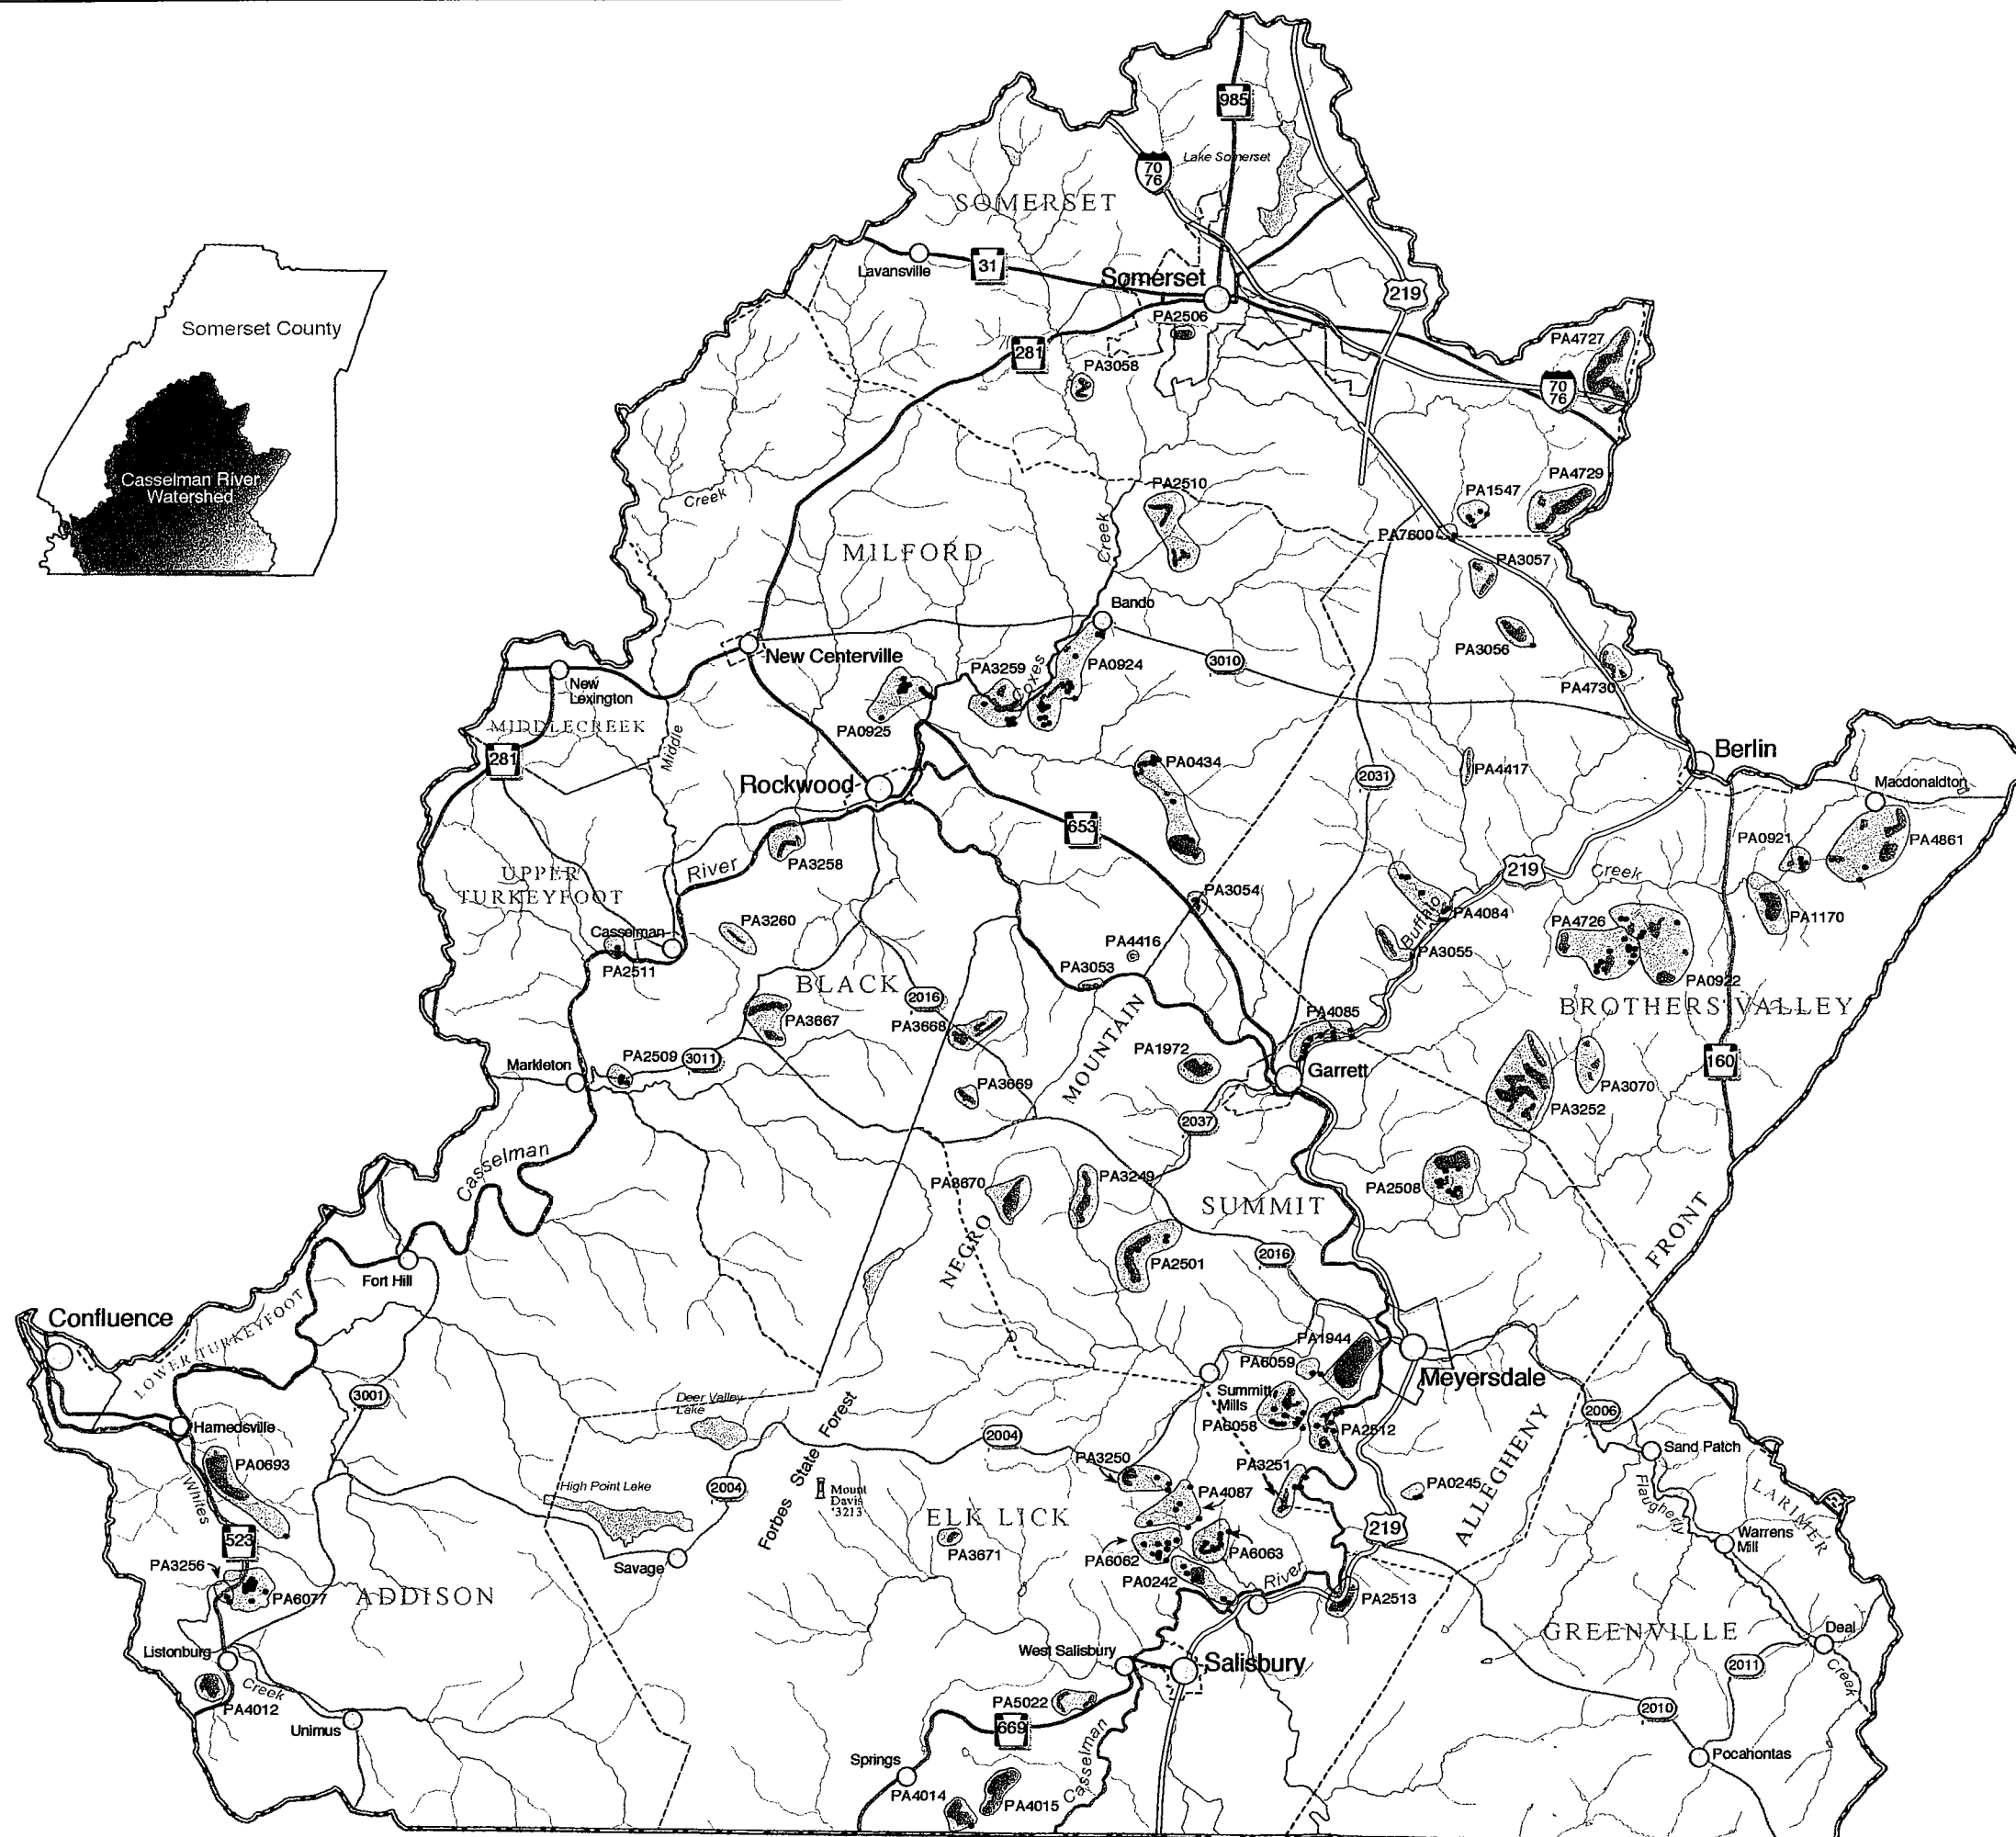 985
Lake Somerset
70
76
SOMERSET
Lavansville
31
Somerset
219
PA2506
281
PA3058
PA4727
70
76
Somerset County
Casselman River
Watershed
Creek
PA2510
PA1547
PA4729
Creek
MILFORD
PA7600
PA3057
Bando
New Centerville
PA3259
Coxes
PA0924
3010
PA3056
PA4730
New
Lexington
MIDDLECREEK
281
Middle
PA0925
Rockwood
PA0434
2031
PA4417
Berlin
Macdonaldton
653
PA0921
PA4861
PA3258
River
UPPER
TURKEYFOOT
219
Creek
PA3054
PA4084
Buffalo
PA4726
PA1170
PA3260
Casselman
PA2511
PA4416
PA3055
PA3053
PA0922
BLACK
2016
BROTHERSVALLEY
PA3667
PA3668
PA4085
MOUNTAIN
PA1972
Garrett
160
PA2509
3011
Markleton
PA3669
PA3070
PA3252
2037
Casselman
PA3670
PA3249
PA2508
SUMMIT
NEGRO
FRONT
2016
PA2501
Fort Hill
Confluence
LOWER TURKEYFOOT
PA1944
PA6059
Meyersdale
3001
Deer Valley
Lake
Summitt
Mills
PA6058
PA2512
2006
Harnedsville
Forbes State Forest
2004
ALLEGHENY
Sand Patch
PA0693
Whites
High Point Lake
2004
Mount
Davis
'3213
PA3250
PA3251
PA0245
Flaugherty
LARIMER
PA4087
ELK LICK
523
219
Warrens
Mill
Savage
PA3671
PA6062
PA6063
PA3256
PA0242
River
PA6077
ADDISON
PA2513
GREENVILLE
Deal
Listonburg
West Salisbury
Salisbury
2011
Creek
Creek
PA4012
PA5022
Unimus
669
2010
Casselman
Pocahontas
Springs
PA4014
PA4015